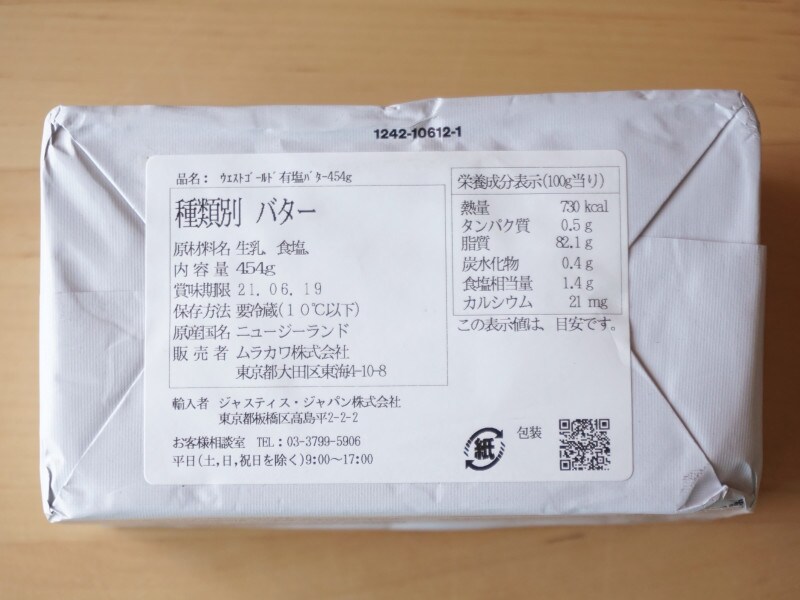 1242-10612-1
品名: ウエストゴールド有塩バター454g
種類別 バター
原材料名 生乳、食塩、
内容量 454g
賞味期限 21.06.19
保存方法 要冷蔵(10℃以下)
原産国名 ニュージーランド
販売者 ムラカワ株式会社
東京都大田区東海4-10-8
輸入者 ジャスティス・ジャパン株式会社
東京都板橋区高島平2-2-2
お客様相談室 TEL:03-3799-5906
平日(土,日,祝日を除く)9:00〜17:00
栄養成分表示(100g当り)
熱量 730 kcal
タンパク質 0.5 g
脂質 82.1 g
炭水化物 0.4 g
食塩相当量 1.4 g
カルシウム 21 mg
この表示値は、目安です。
紙 包装